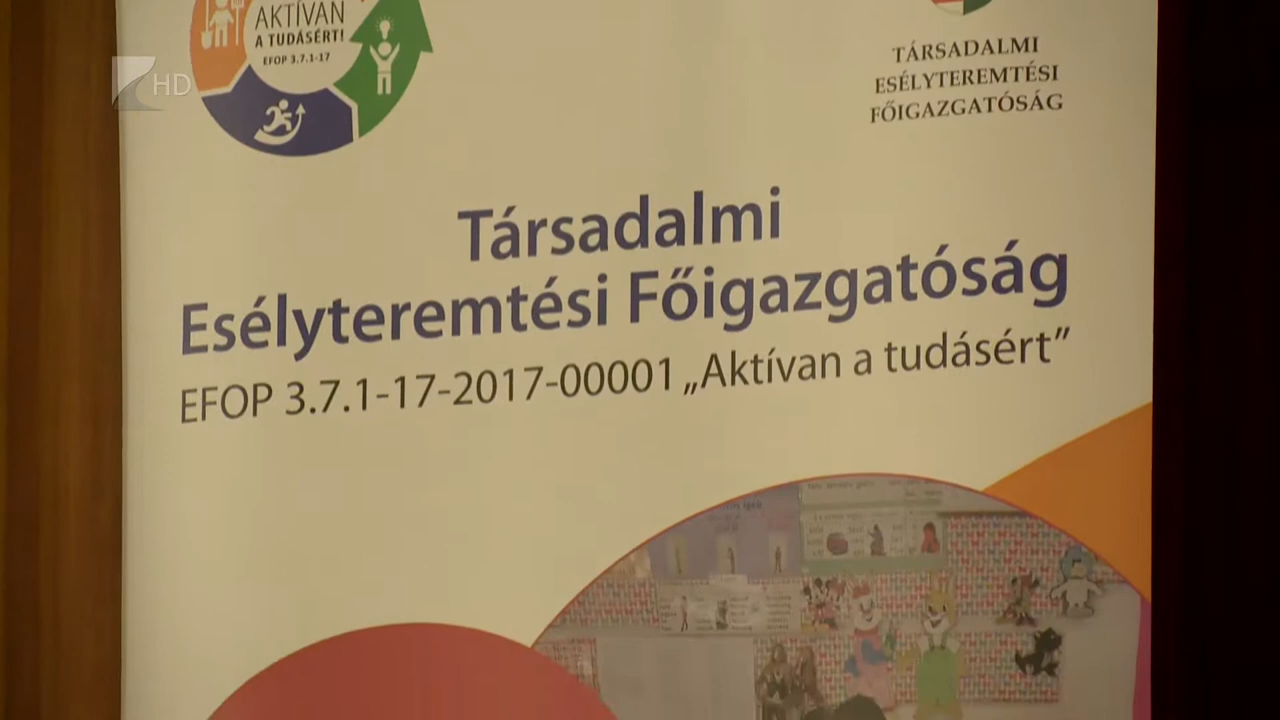 AKTÍVAN
A TUDÁSÉRT!
EFOP 3.7.1-17
HD
TÁRSADALMI
ESÉLYTEREMTÉSI
FŐIGAZGATÓSÁG
Társadalmi
Esélyteremtési Főigazgatóság
EFOP 3.7.1-17-2017-00001 „Aktívan a tudásért”